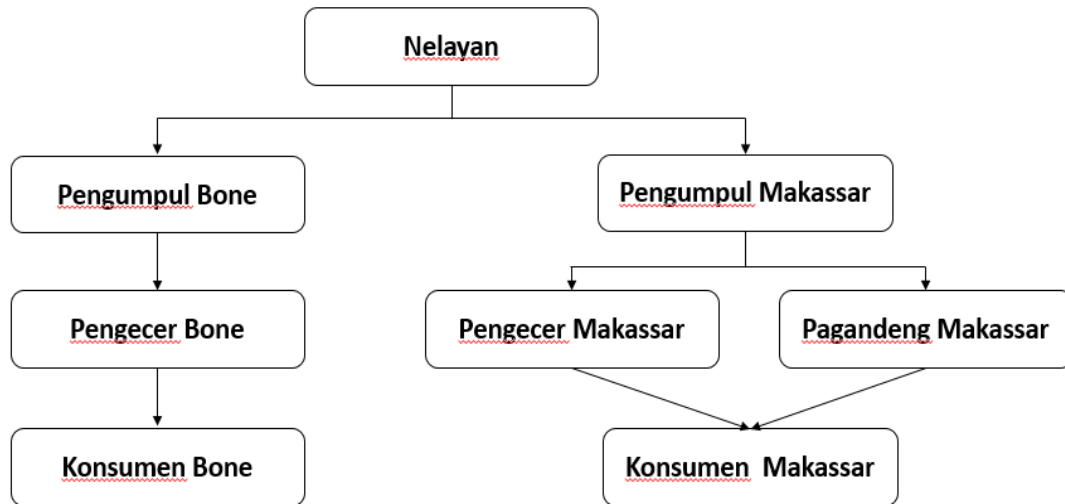 Nelayan
Pengumpul Bone
Pengumpul Makassar
Pengecer Bone
Pengecer Makassar
Pagandeng Makassar
Konsumen Bone
Konsumen Makassar